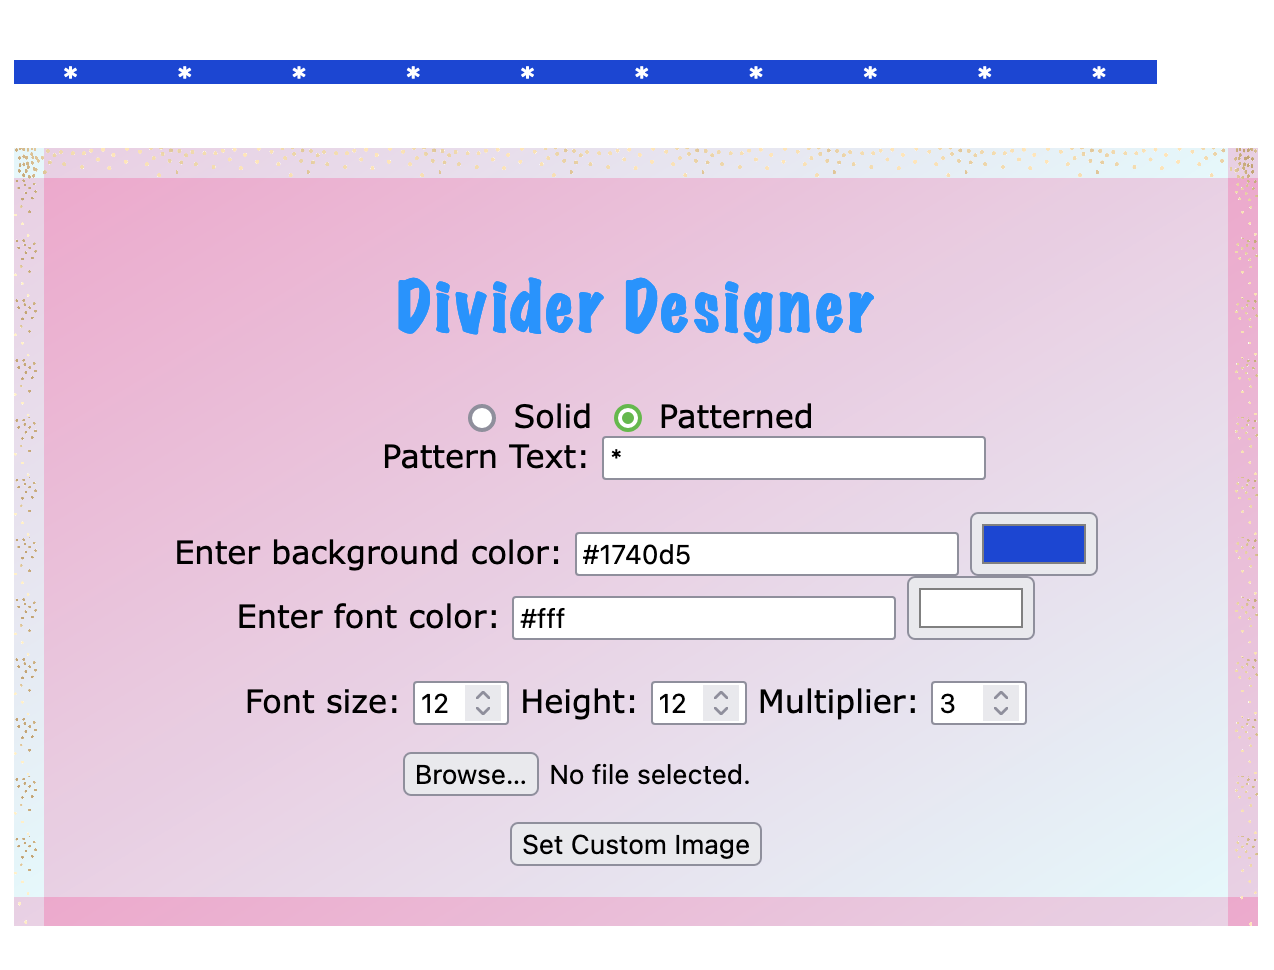 * * * * * * * * * *
Divider Designer
Solid Patterned
Pattern Text: *
Enter background color: #1740d5
Enter font color: #fff
Font size: 12 Height: 12 Multiplier: 3
Browse... No file selected.
Set Custom Image